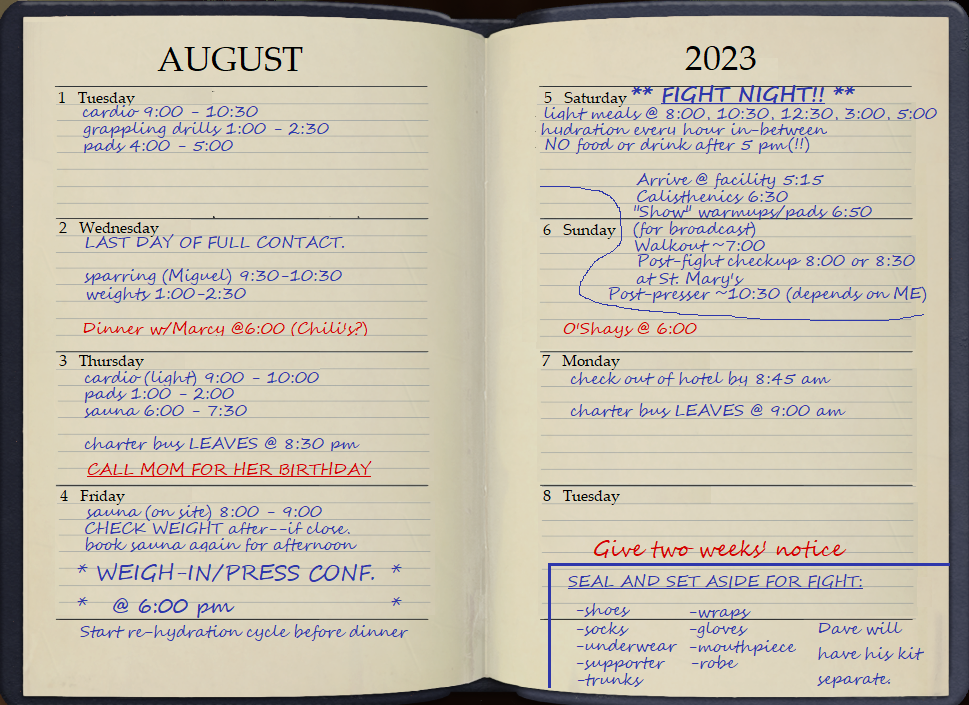 AUGUST
1 Tuesday
cardio 9:00 - 10:30
grappling drills 1:00 - 2:30
pads 4:00 - 5:00
2 Wednesday
LAST DAY OF FULL CONTACT.
sparring (Miguel) 9:30-10:30
weights 1:00-2:30
Dinner w/Marcy @6:00 (Chili's?)
3 Thursday
cardio (light) 9:00 - 10:00
pads 1:00 - 2:00
sauna 6:00 - 7:30
charter bus LEAVES @ 8:30 pm
CALL MOM FOR HER BIRTHDAY
4 Friday
sauna (on site) 8:00 - 9:00
CHECK WEIGHT after--if close.
book sauna again for afternoon
* WEIGH-IN/PRESS CONF. *
* @ 6:00 pm *
Start re-hydration cycle before dinner
2023
5 Saturday ** FIGHT NIGHT!! **
light meals @ 8:00, 10:30, 12:30, 3:00, 5:00
hydration every hour in-between
NO food or drink after 5 pm(!!)
Arrive @ facility 5:15
Calisthenics 6:30
"Show" warmups/pads 6:50
(for broadcast)
Walkout ~7:00
Post-fight checkup 8:00 or 8:30
at St. Mary's
Post-presser ~10:30 (depends on ME)
6 Sunday
O'Shays @ 6:00
7 Monday
check out of hotel by 8:45 am
charter bus LEAVES @ 9:00 am
8 Tuesday
Give two weeks' notice
SEAL AND SET ASIDE FOR FIGHT:
-shoes
-socks
-underwear
-supporter
-trunks
-wraps
-gloves
-mouthpiece
-robe
Dave will
have his kit
separate.